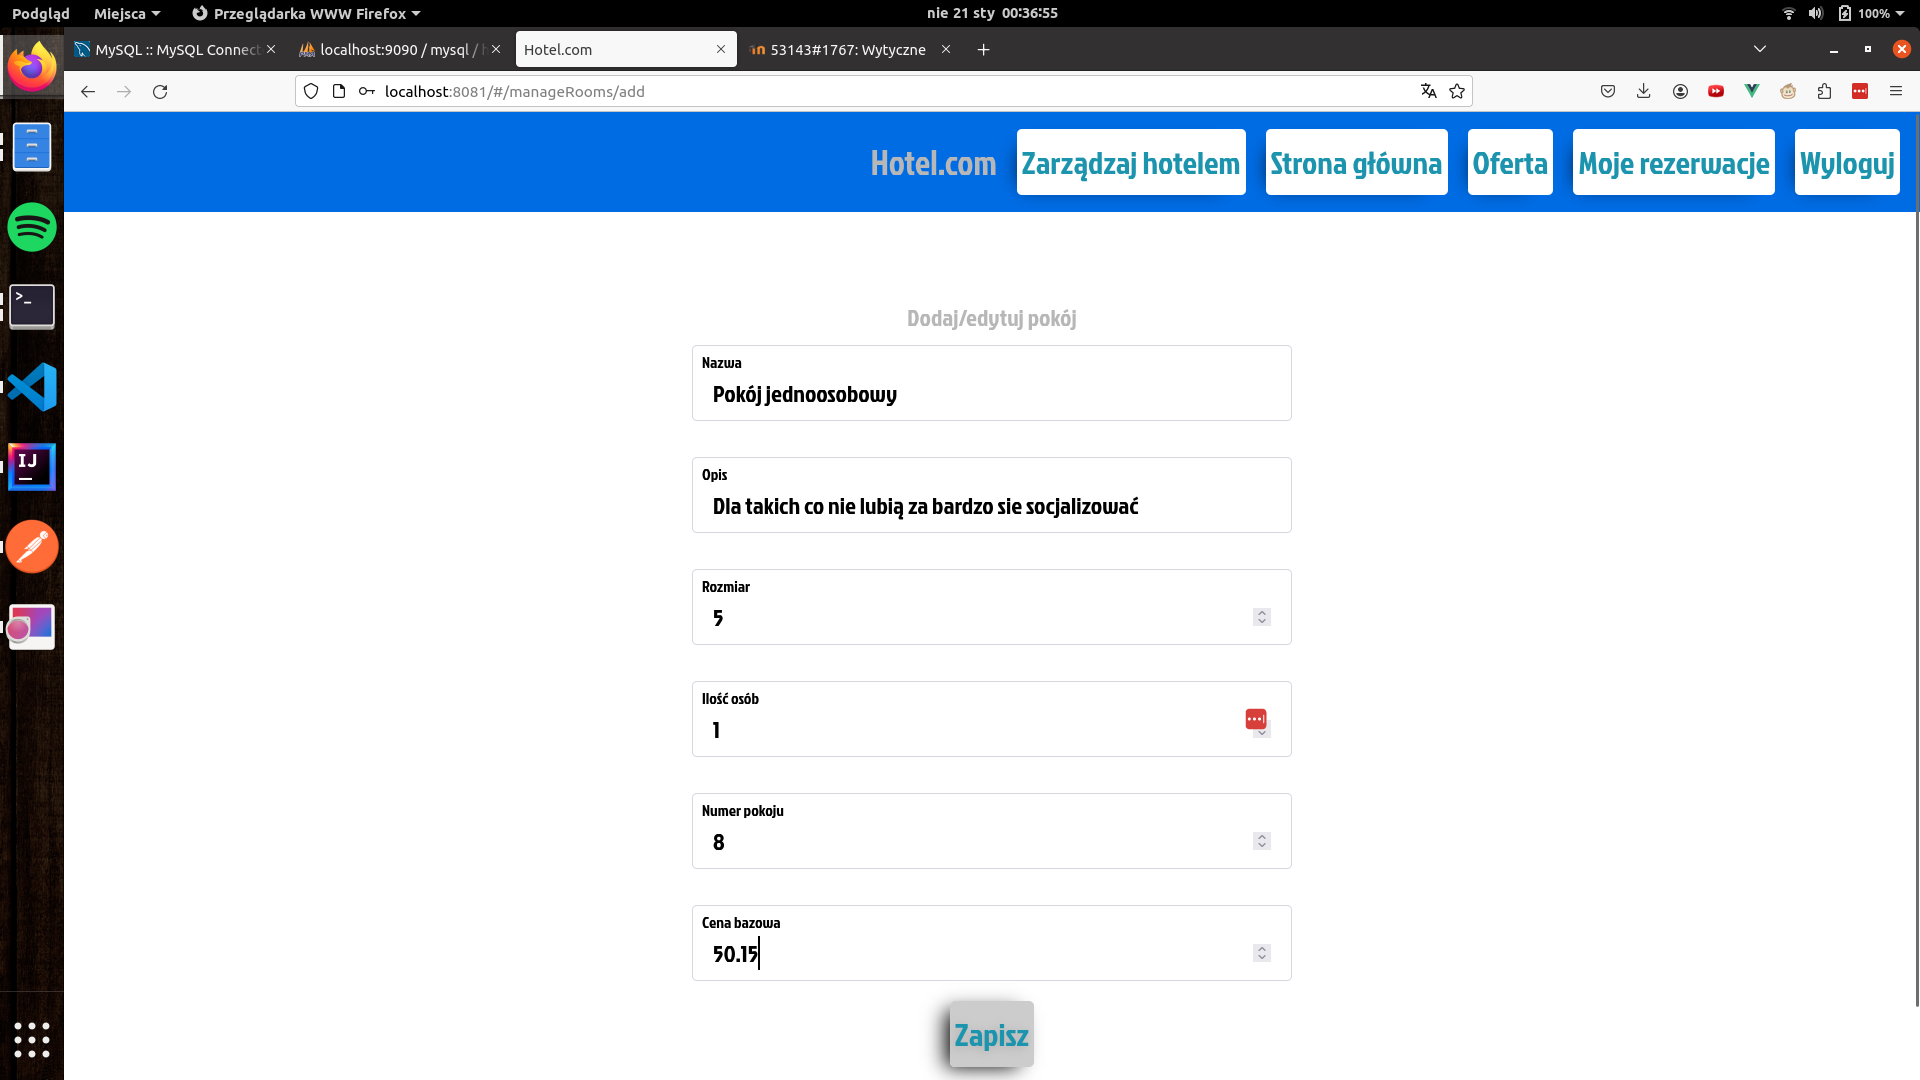 Podgląd Miejsca Przeglądarka WWW Firefox nie 21 sty 00:36:55 100%
MySQL :: MySQL Connect localhost:9090 / mysql / Hotel.com 53143#1767: Wytyczne
localhost:8081/#/manageRooms/add
Hotel.com Zarządzaj hotelem Strona główna Oferta Moje rezerwacje Wyloguj
Dodaj/edytuj pokój
Nazwa
Pokój jednoosobowy
Opis
Dla takich co nie lubią za bardzo sie socjalizować
Rozmiar
5
Ilość osób
1
Numer pokoju
8
Cena bazowa
50.15
Zapisz